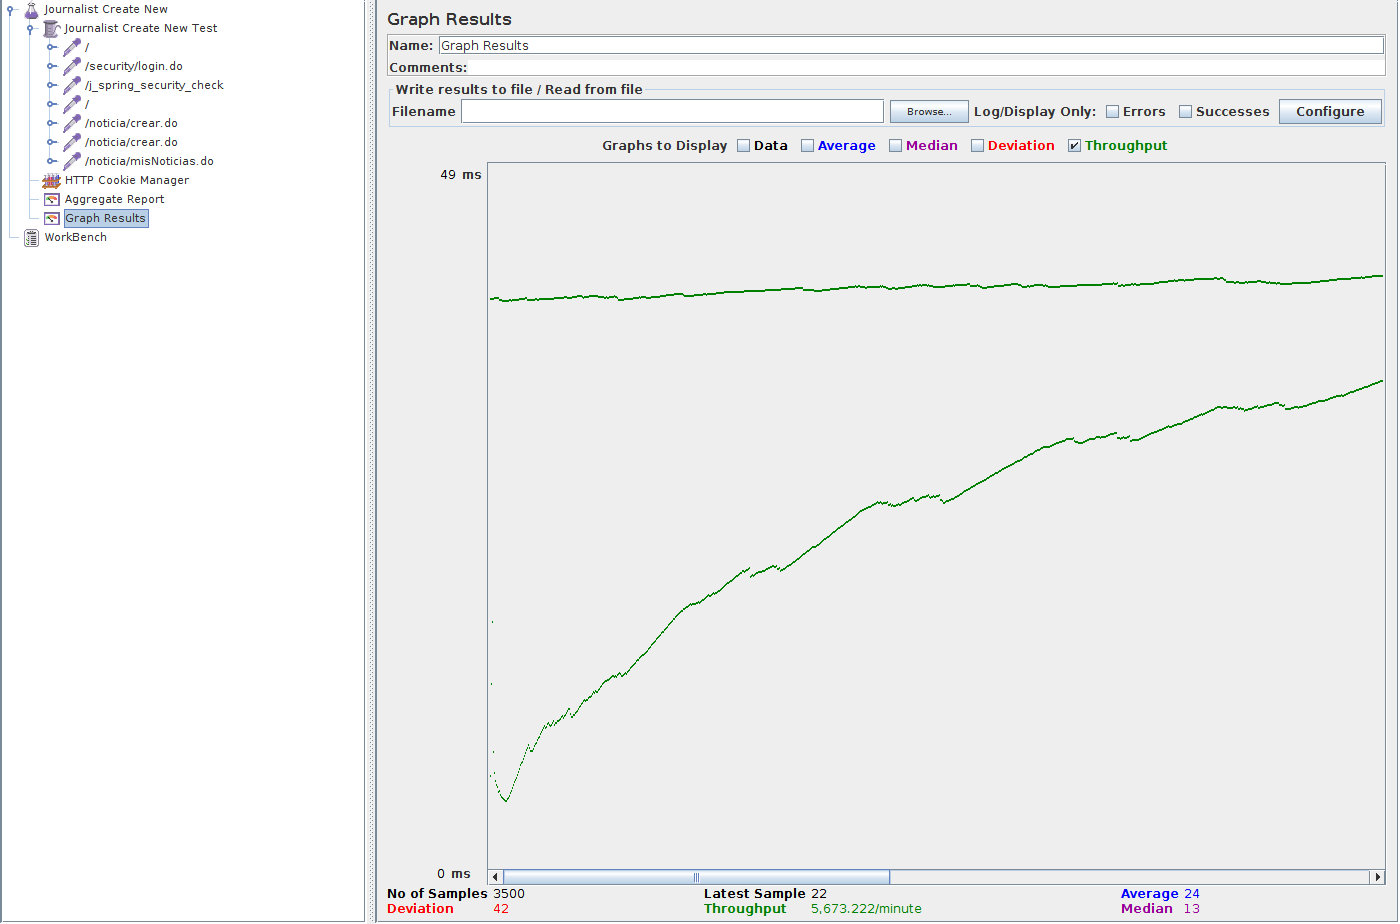 Journalist Create New
Journalist Create New Test
/
/security/login.do
/j_spring_security_check
/
/noticia/crear.do
/noticia/crear.do
/noticia/misNoticias.do
HTTP Cookie Manager
Aggregate Report
Graph Results
WorkBench
Graph Results
Name: Graph Results
Comments:
Write results to file / Read from file
Filename Browse... Log/Display Only: Errors Successes Configure
Graphs to Display Data Average Median Deviation Throughput
49 ms
0 ms
No of Samples 3500 Latest Sample 22 Average 24
Deviation 42 Throughput 5,673.222/minute Median 13